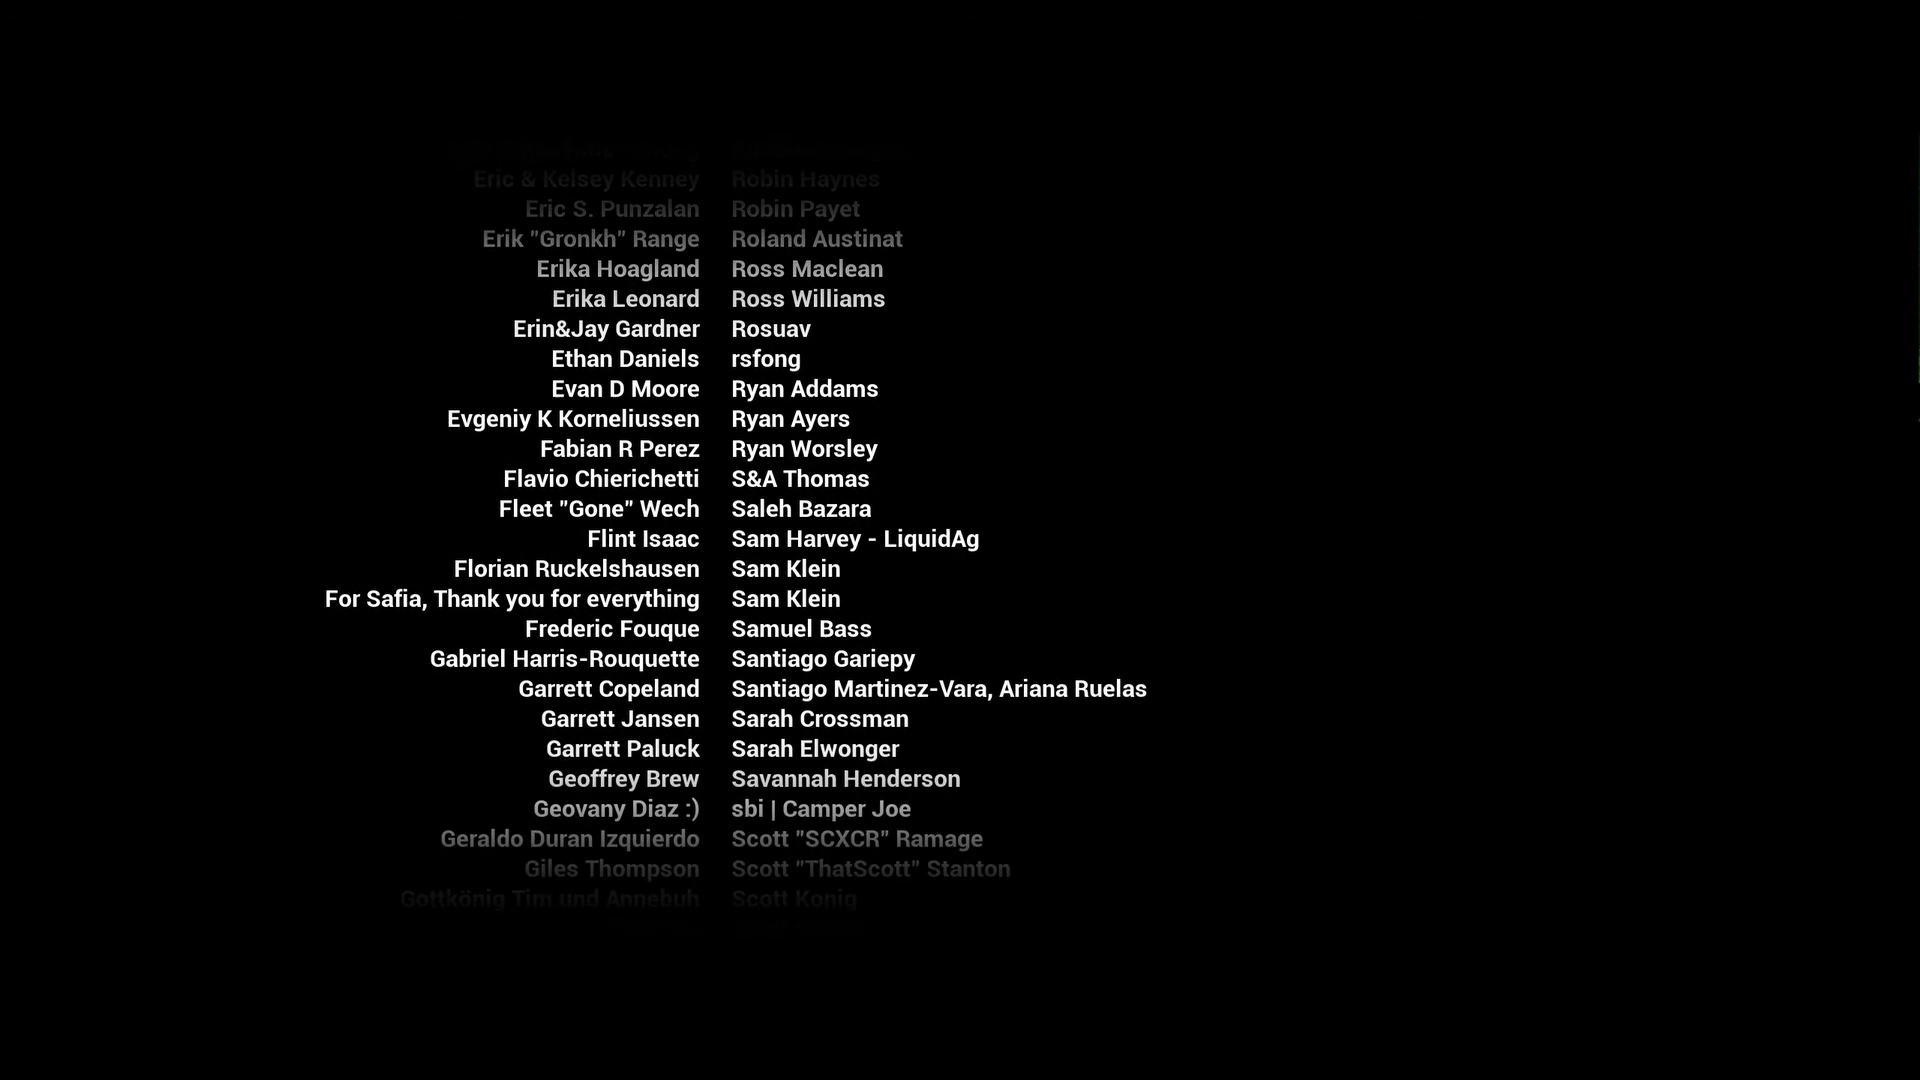 Eric & Kelsey Kenney Robin Haynes
Eric S. Punzalan Robin Payet
Erik "Gronkh" Range Roland Austinat
Erika Hoagland Ross Maclean
Erika Leonard Ross Williams
Erin&Jay Gardner Rosuav
Ethan Daniels rsfong
Evan D Moore Ryan Addams
Evgeniy K Korneliussen Ryan Ayers
Fabian R Perez Ryan Worsley
Flavio Chierichetti S&A Thomas
Fleet "Gone" Wech Saleh Bazara
Flint Isaac Sam Harvey - LiquidAg
Florian Ruckelshausen Sam Klein
For Safia, Thank you for everything Sam Klein
Frederic Fouque Samuel Bass
Gabriel Harris-Rouquette Santiago Gariepy
Garrett Copeland Santiago Martinez-Vara, Ariana Ruelas
Garrett Jansen Sarah Crossman
Garrett Paluck Sarah Elwonger
Geoffrey Brew Savannah Henderson
Geovany Diaz :) sbi | Camper Joe
Geraldo Duran Izquierdo Scott "SCXCR" Ramage
Giles Thompson Scott "ThatScott" Stanton
Gottkönig Tim und Annebuh Scott Konig